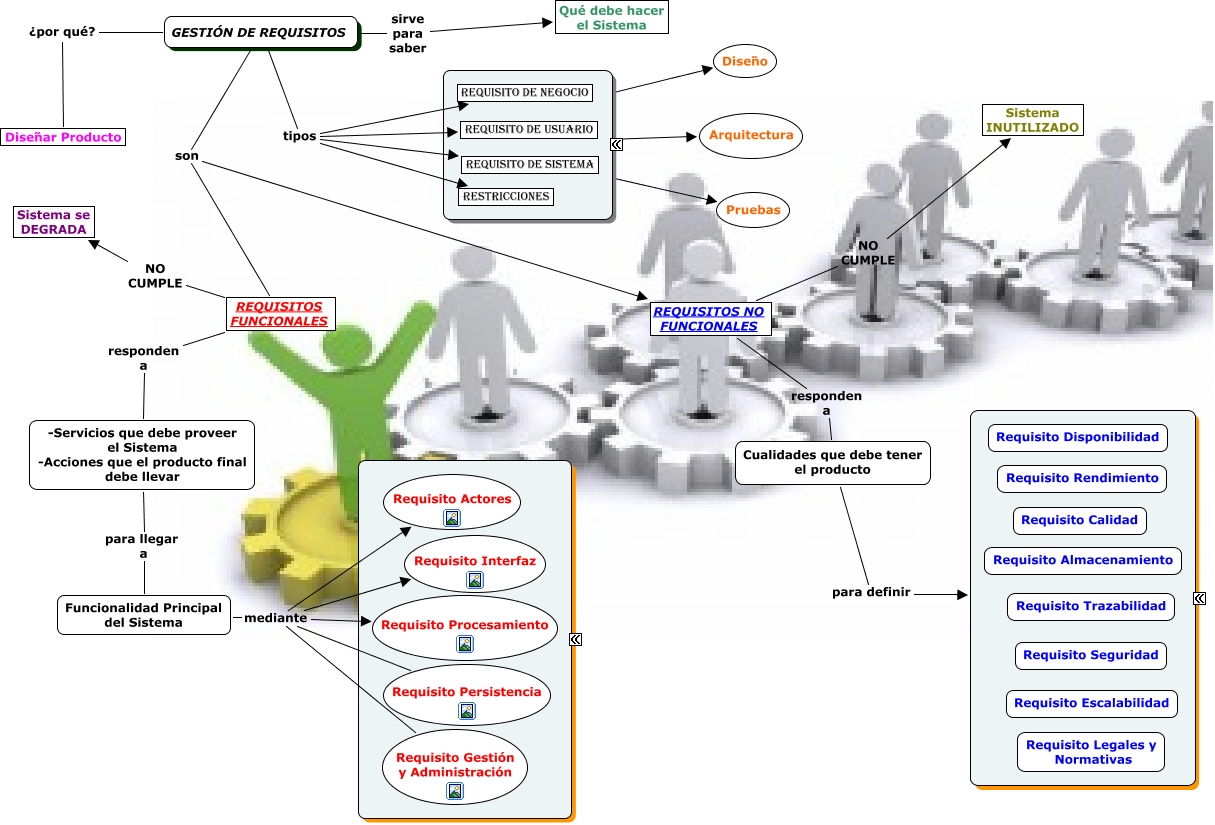 ¿por qué?
GESTIÓN DE REQUISITOS
sirve
para
saber
Qué debe hacer
el Sistema
Diseñar Producto
son
tipos
REQUISITO DE NEGOCIO
REQUISITO DE USUARIO
REQUISITO DE SISTEMA
RESTRICCIONES
Diseño
Arquitectura
Pruebas
Sistema
INUTILIZADO
Sistema se
DEGRADA
NO
CUMPLE
NO
CUMPLE
REQUISITOS
FUNCIONALES
REQUISITOS NO
FUNCIONALES
responden
a
responden
a
-Servicios que debe proveer
el Sistema
-Acciones que el producto final
debe llevar
Cualidades que debe tener
el producto
para llegar
a
Funcionalidad Principal
del Sistema
mediante
Requisito Actores
Requisito Interfaz
Requisito Procesamiento
Requisito Persistencia
Requisito Gestión
y Administración
para definir
Requisito Disponibilidad
Requisito Rendimiento
Requisito Calidad
Requisito Almacenamiento
Requisito Trazabilidad
Requisito Seguridad
Requisito Escalabilidad
Requisito Legales y
Normativas